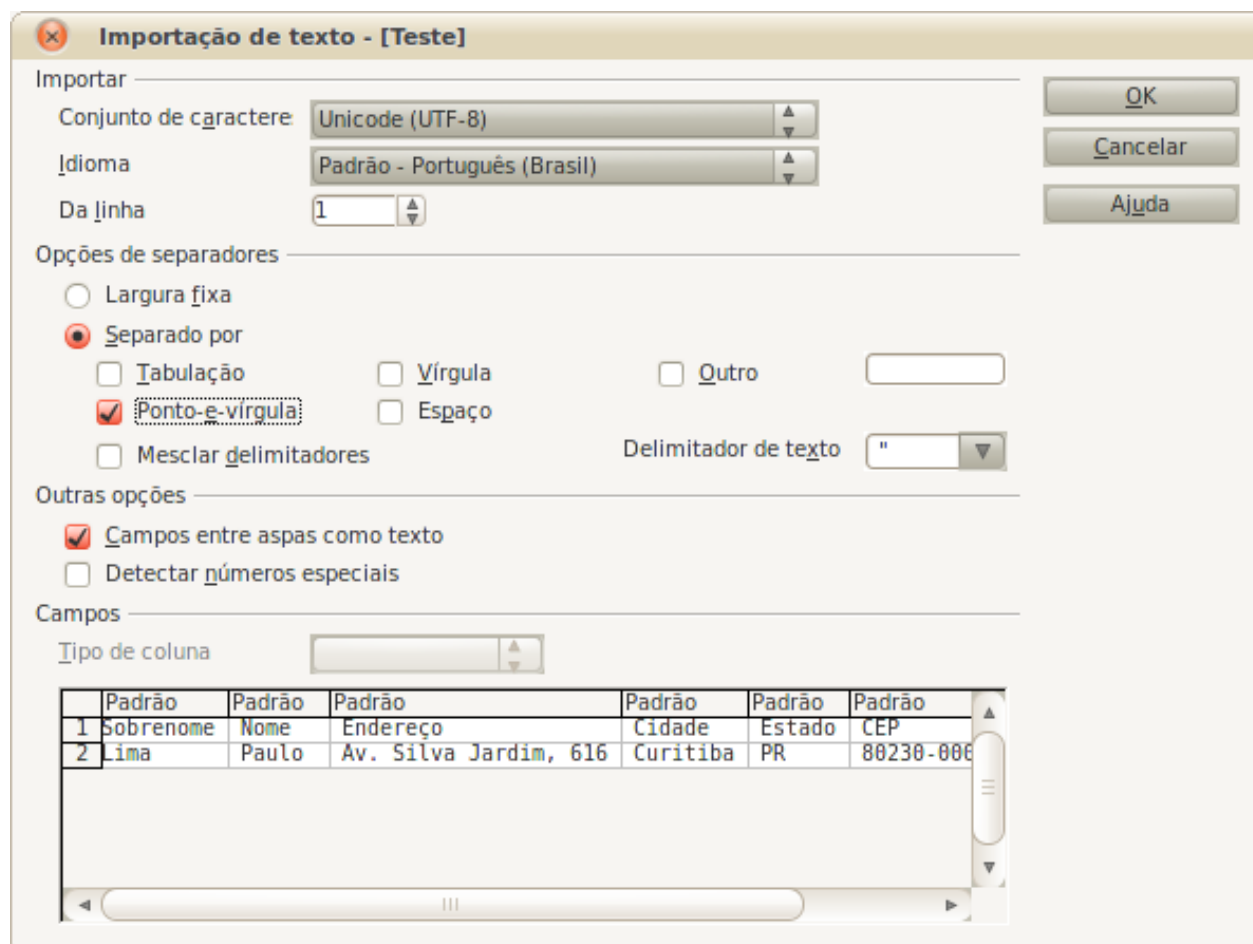 Importação de texto - [Teste]
Importar
OK
Conjunto de caractere
Unicode (UTF-8)
Cancelar
Idioma
Padrão - Português (Brasil)
Da linha
1
Ajuda
Opções de separadores
Largura fixa
Separado por
Tabulação
Vírgula
Outro
Ponto-e-vírgula
Espaço
Mesclar delimitadores
Delimitador de texto
"
Outras opções
Campos entre aspas como texto
Detectar números especiais
Campos
Tipo de coluna
Padrão Padrão Padrão Padrão Padrão Padrão
1 Sobrenome Nome Endereço Cidade Estado CEP
2 Lima Paulo Av. Silva Jardim, 616 Curitiba PR 80230-000